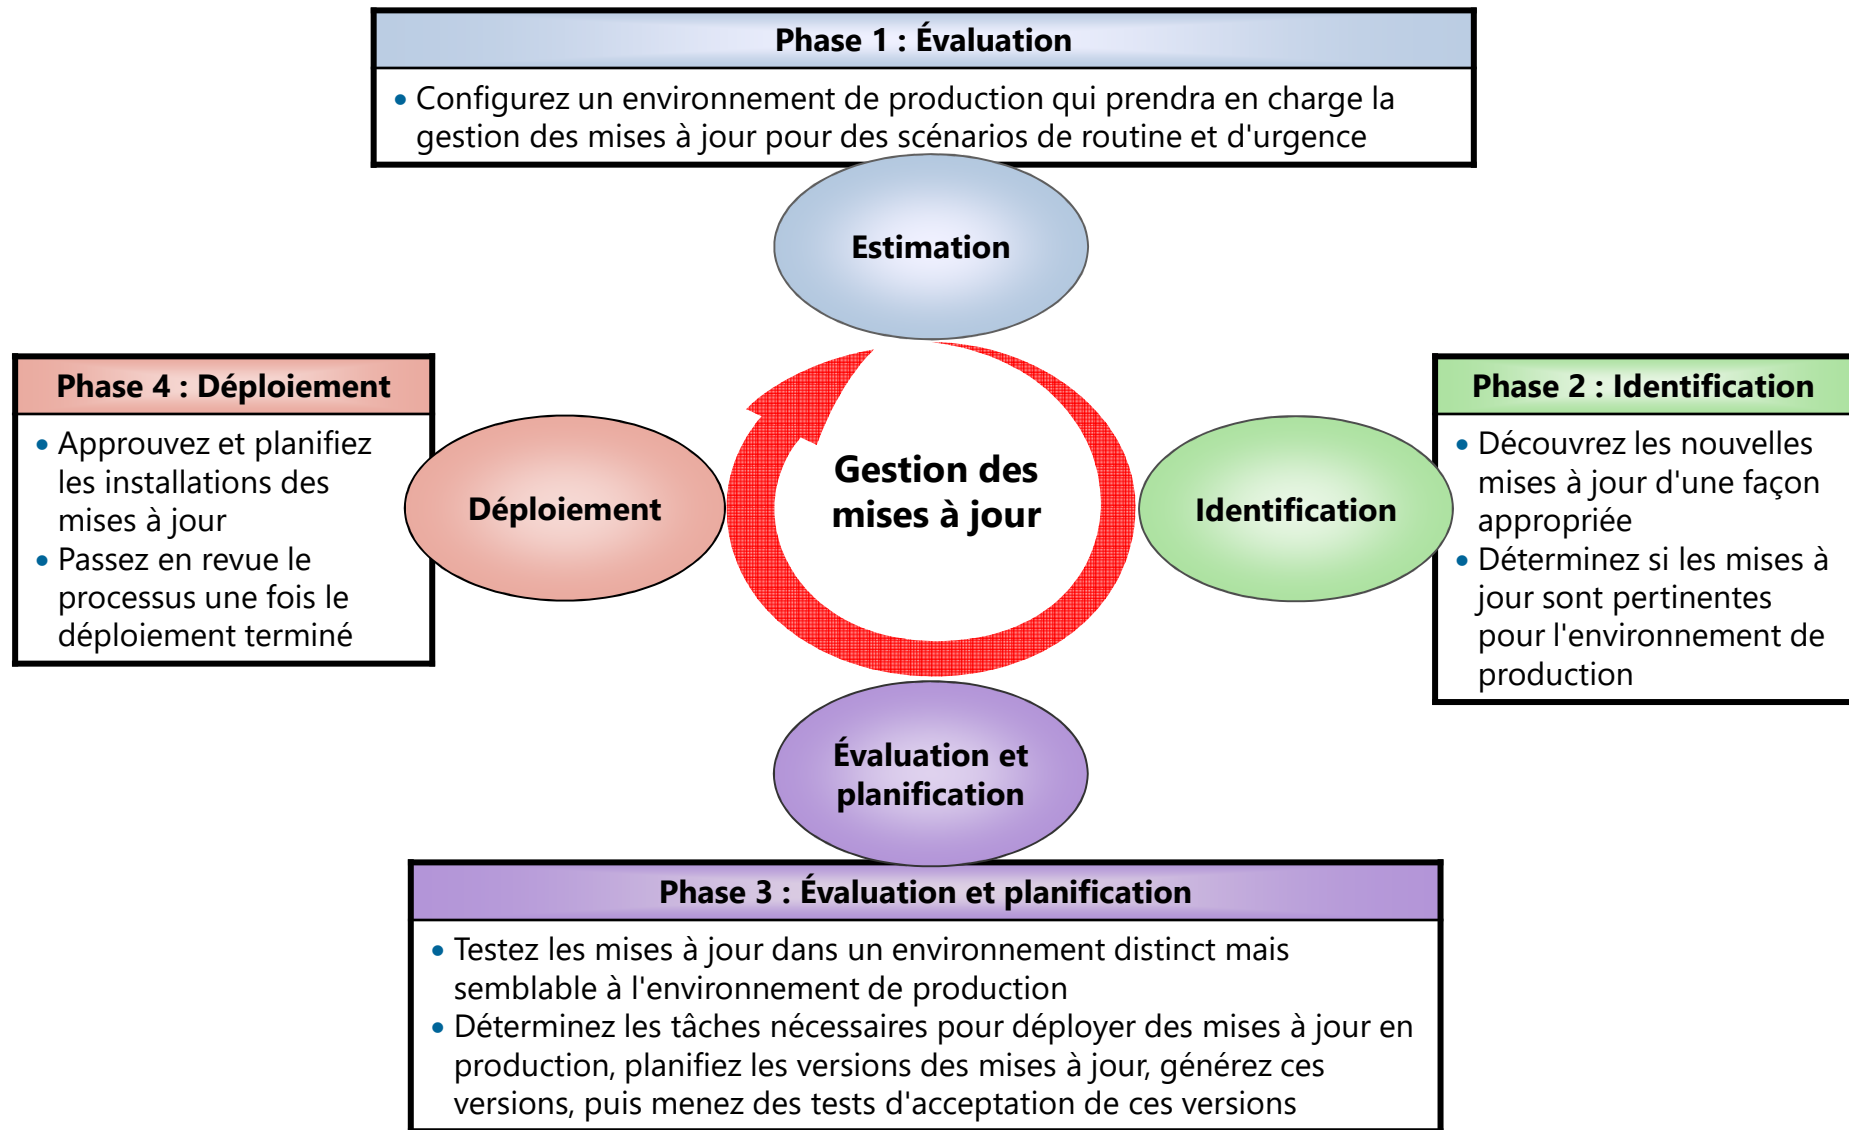 Phase 1 : Évaluation
• Configurez un environnement de production qui prendra en charge la
gestion des mises à jour pour des scénarios de routine et d'urgence
Estimation
Phase 4 : Déploiement
• Approuvez et planifiez
les installations des
mises à jour
• Passez en revue le
processus une fois le
déploiement terminé
Déploiement
Gestion des
mises à jour
Identification
Phase 2 : Identification
• Découvrez les nouvelles
mises à jour d'une façon
appropriée
• Déterminez si les mises à
jour sont pertinentes
pour l'environnement de
production
Évaluation et
planification
Phase 3 : Évaluation et planification
• Testez les mises à jour dans un environnement distinct mais
semblable à l'environnement de production
• Déterminez les tâches nécessaires pour déployer des mises à jour en
production, planifiez les versions des mises à jour, générez ces
versions, puis menez des tests d'acceptation de ces versions